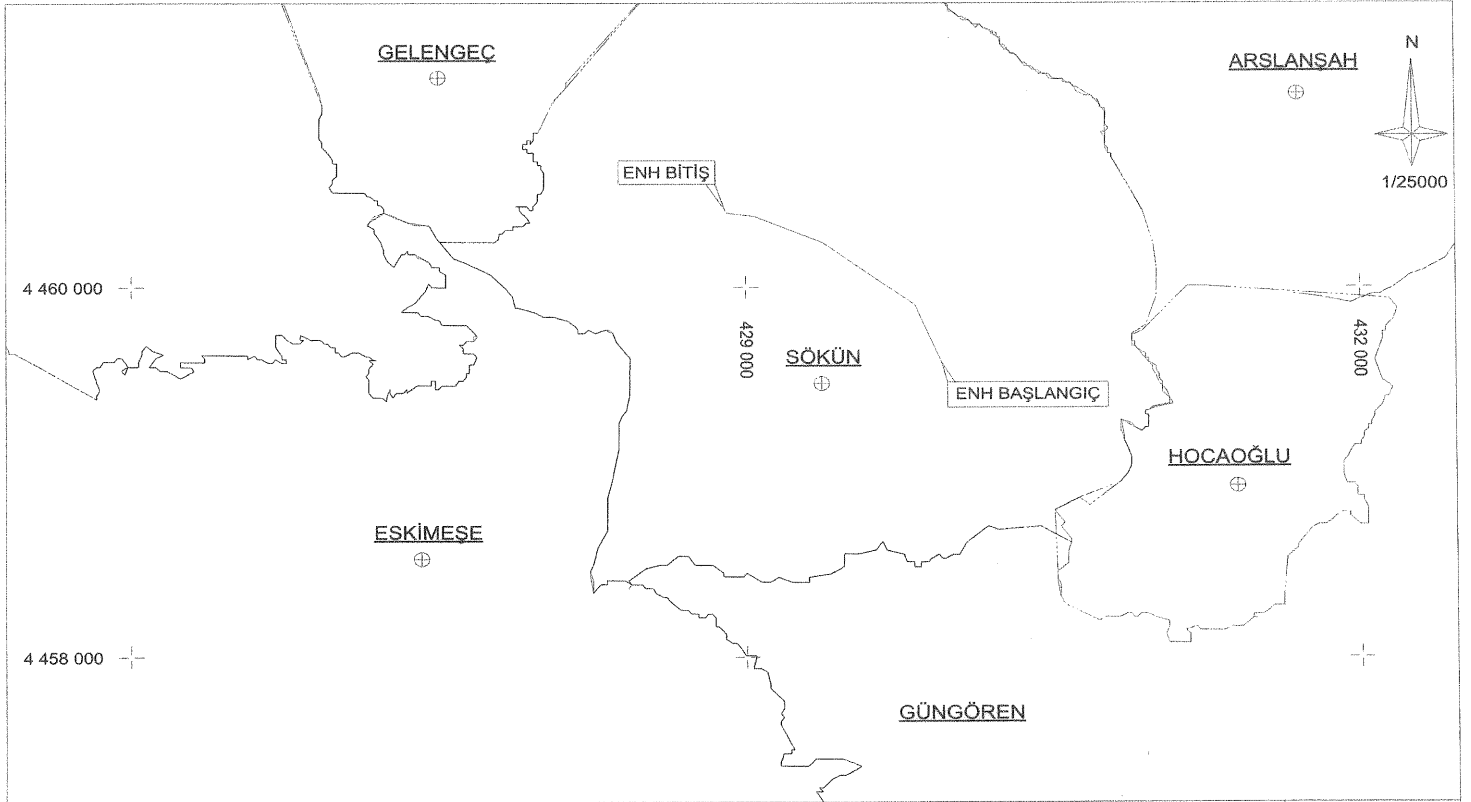 GELENGEÇ
ARSLANŞAH
N
1/25000
ENH BİTİŞ
4 460 000
429 000
432 000
SÖKÜN
ENH BAŞLANGIÇ
HOCAOĞLU
ESKİMEŞE
4 458 000
GÜNGÖREN